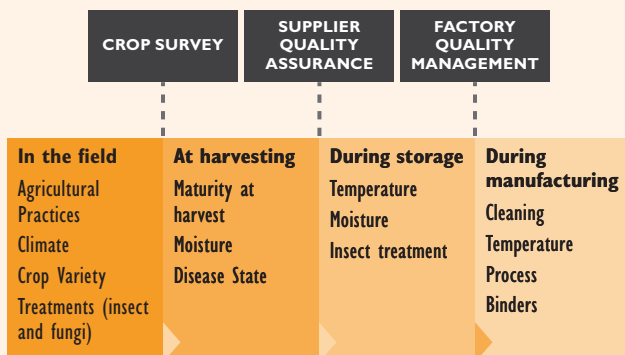 CROP SURVEY
SUPPLIER
QUALITY
ASSURANCE
FACTORY
QUALITY
MANAGEMENT
In the field
Agricultural
Practices
Climate
Crop Variety
Treatments (insect
and fungi)
At harvesting
Maturity at
harvest
Moisture
Disease State
During storage
Temperature
Moisture
Insect treatment
During
manufacturing
Cleaning
Temperature
Process
Binders